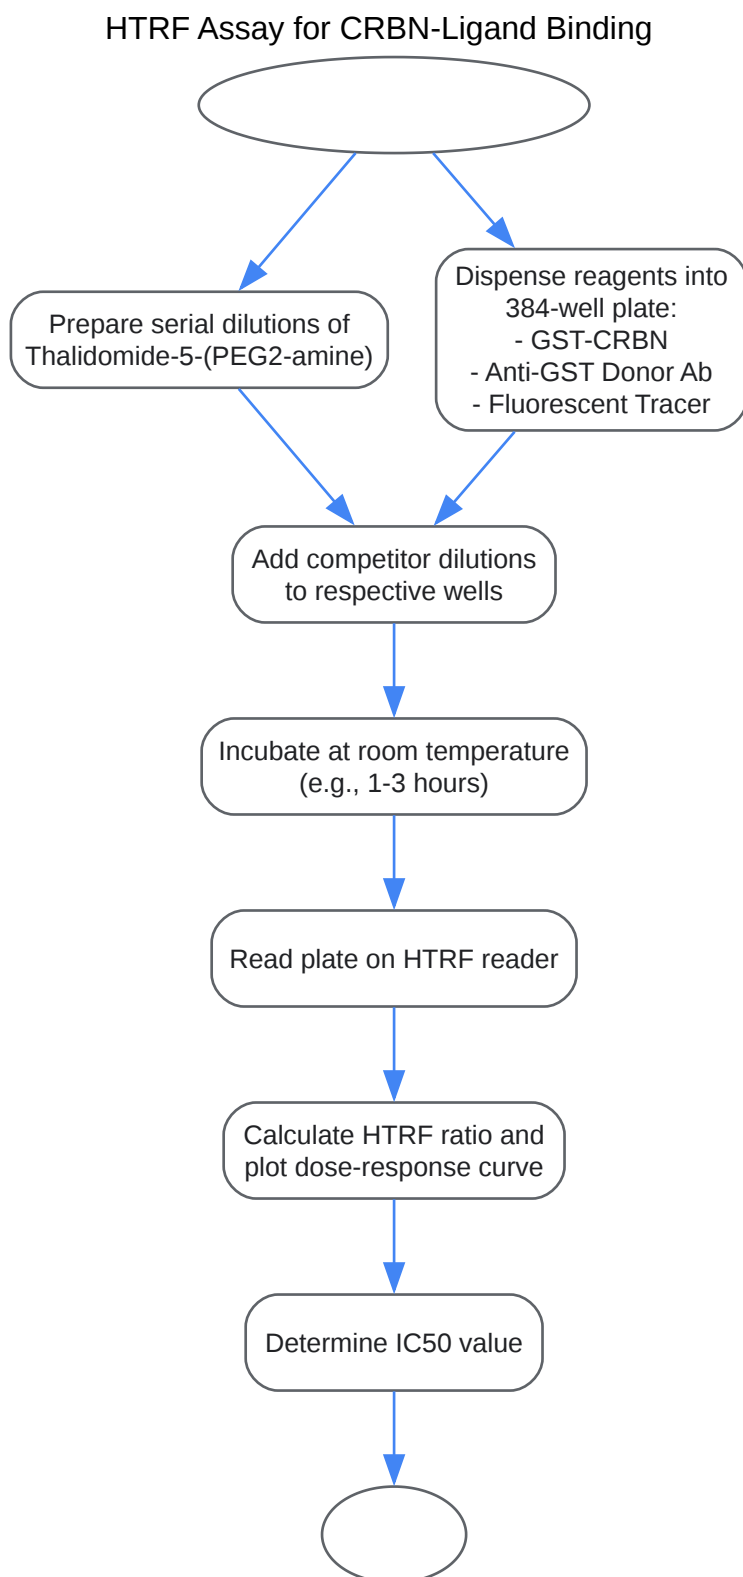 HTRF Assay for CRBN-Ligand Binding
Prepare serial dilutions of
Thalidomide-5-(PEG2-amine)
Dispense reagents into
384-well plate:
- GST-CRBN
- Anti-GST Donor Ab
- Fluorescent Tracer
Add competitor dilutions
to respective wells
Incubate at room temperature
(e.g., 1-3 hours)
Read plate on HTRF reader
Calculate HTRF ratio and
plot dose-response curve
Determine IC50 value